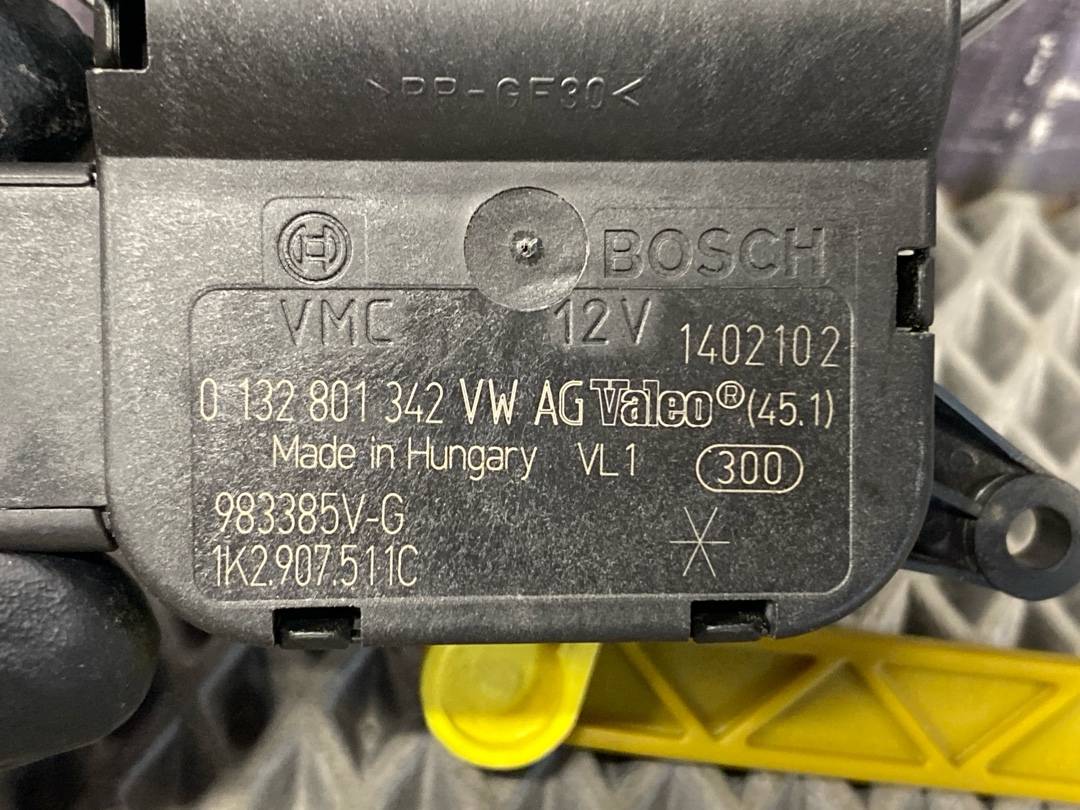 >PP-GF30<
BOSCH
VMC 12V 1402102
0 132 801 342 VW AG Valeo® (45.1)
Made in Hungary VL1 300
983385V-G
1K2.907.511C